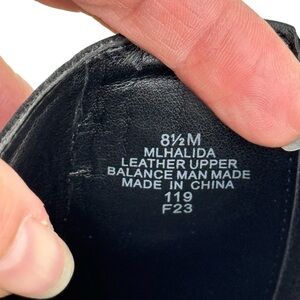 8½M
MLHALIDA
LEATHER UPPER
BALANCE MAN MADE
MADE IN CHINA
119
F23